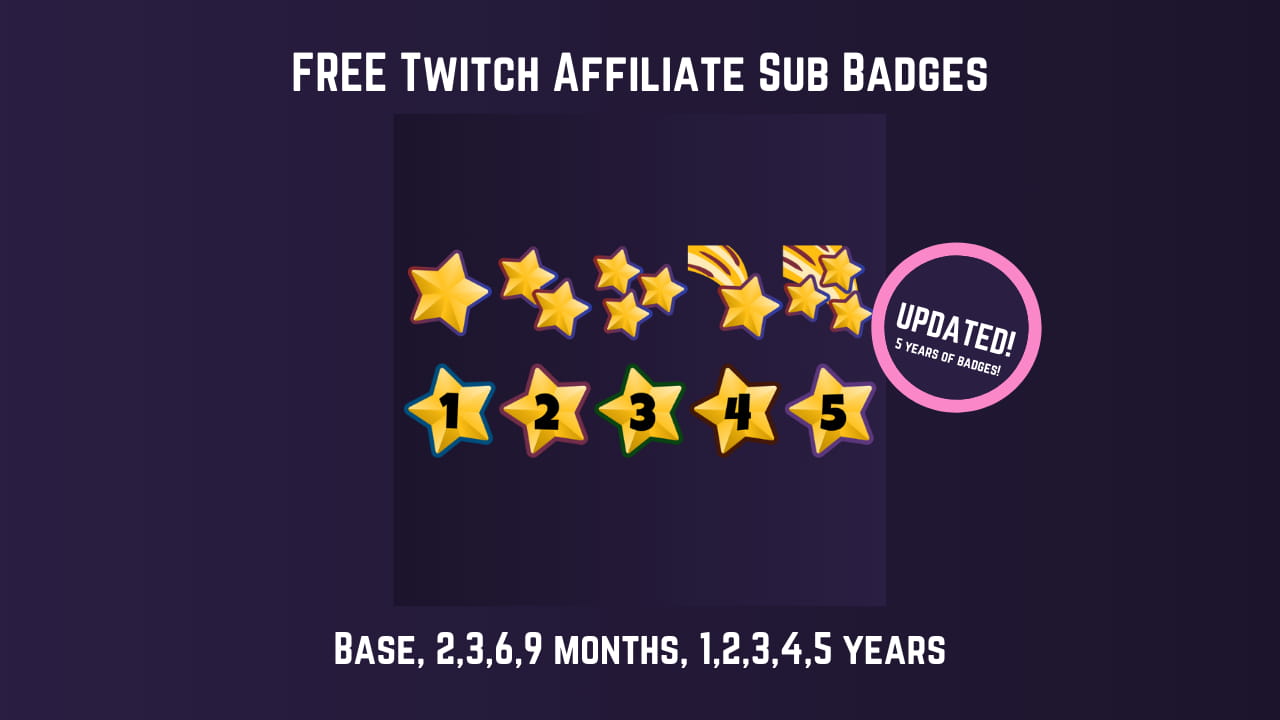 FREE TWITCH AFFILIATE SUB BADGES
UPDATED!
5 YEARS OF BADGES!
1 2 3 4 5
BASE, 2,3,6,9 MONTHS, 1,2,3,4,5 YEARS